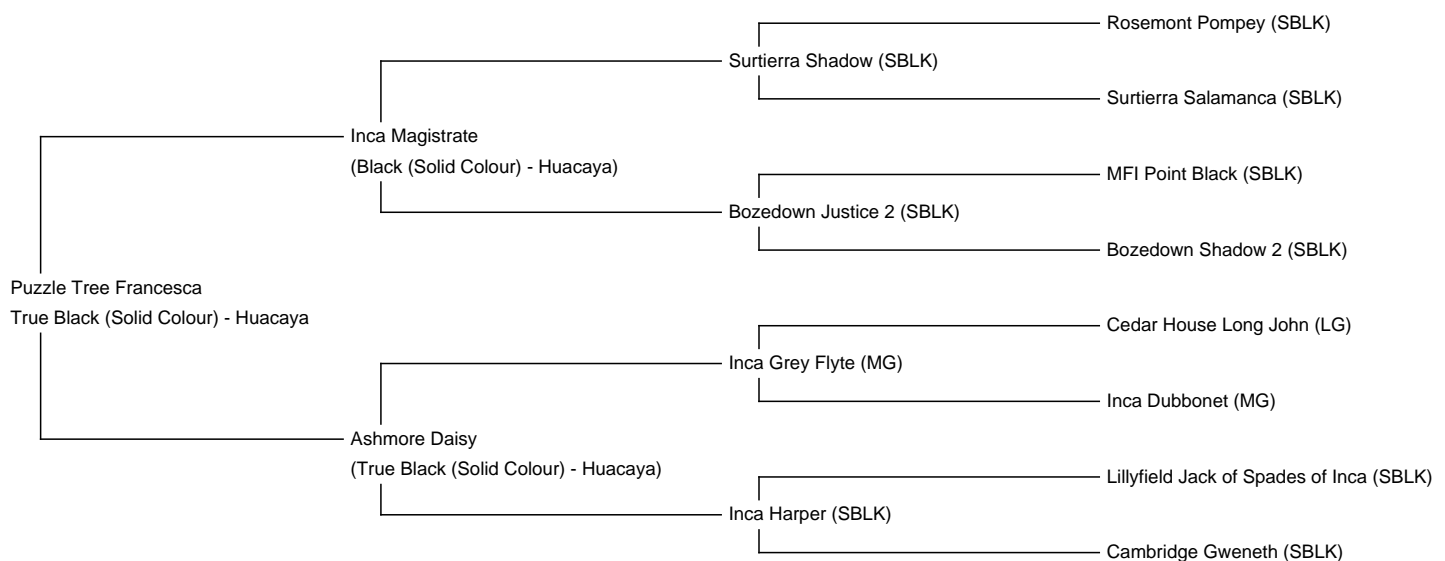 Rosemont Pompey (SBLK)
Surtierra Shadow (SBLK)
Surtierra Salamanca (SBLK)
Inca Magistrate
(Black (Solid Colour) - Huacaya)
MFI Point Black (SBLK)
Bozedown Justice 2 (SBLK)
Bozedown Shadow 2 (SBLK)
Puzzle Tree Francesca
True Black (Solid Colour) - Huacaya
Cedar House Long John (LG)
Inca Grey Flyte (MG)
Inca Dubbonet (MG)
Ashmore Daisy
(True Black (Solid Colour) - Huacaya)
Lillyfield Jack of Spades of Inca (SBLK)
Inca Harper (SBLK)
Cambridge Gweneth (SBLK)